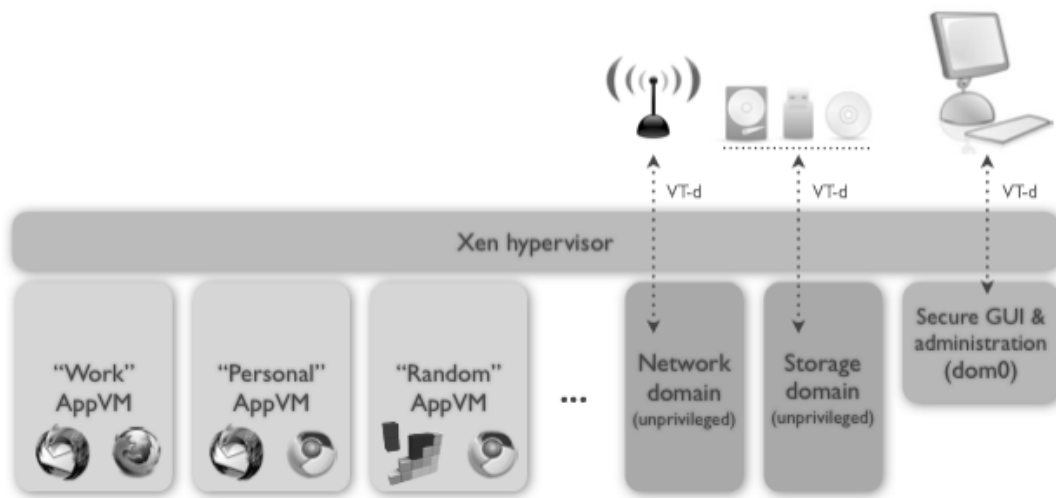 VT-d
VT-d
VT-d
Xen hypervisor
“Work”
AppVM
“Personal”
AppVM
“Random”
AppVM
...
Network
domain
(unprivileged)
Storage
domain
(unprivileged)
Secure GUI &
administration
(dom0)